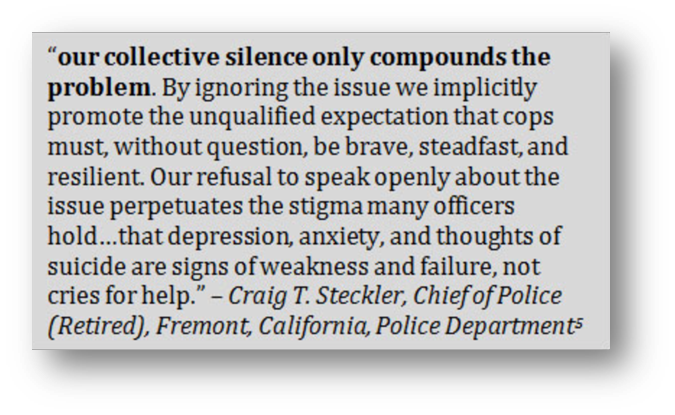 “our collective silence only compounds the
problem. By ignoring the issue we implicitly
promote the unqualified expectation that cops
must, without question, be brave, steadfast, and
resilient. Our refusal to speak openly about the
issue perpetuates the stigma many officers
hold…that depression, anxiety, and thoughts of
suicide are signs of weakness and failure, not
cries for help.” – Craig T. Steckler, Chief of Police
(Retired), Fremont, California, Police Department⁵